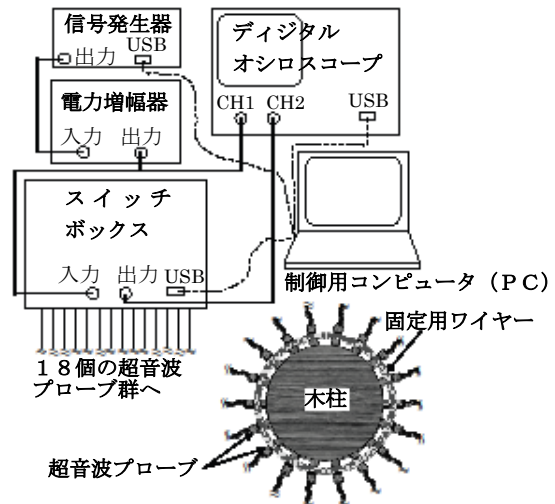 信号発生器
出力
USB
電力増幅器
入力
出力
ディジタル
オシロスコープ
CH1
CH2
USB
スイッチ
ボックス
入力
出力
USB
制御用コンピュータ（ＰＣ）
１８個の超音波
プローブ群へ
固定用ワイヤー
木柱
超音波プローブ